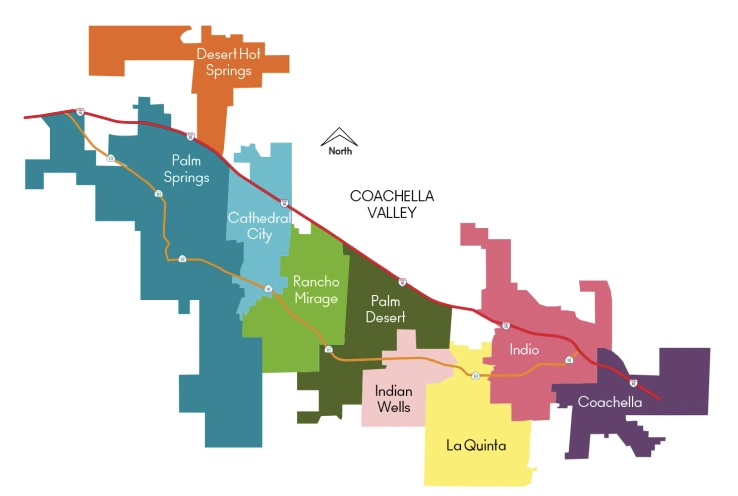 Desert Hot
Springs
North
Palm
Springs
COACHELLA
VALLEY
Cathedral
City
Rancho
Mirage
Palm
Desert
Indio
Indian
Wells
Coachella
La Quinta